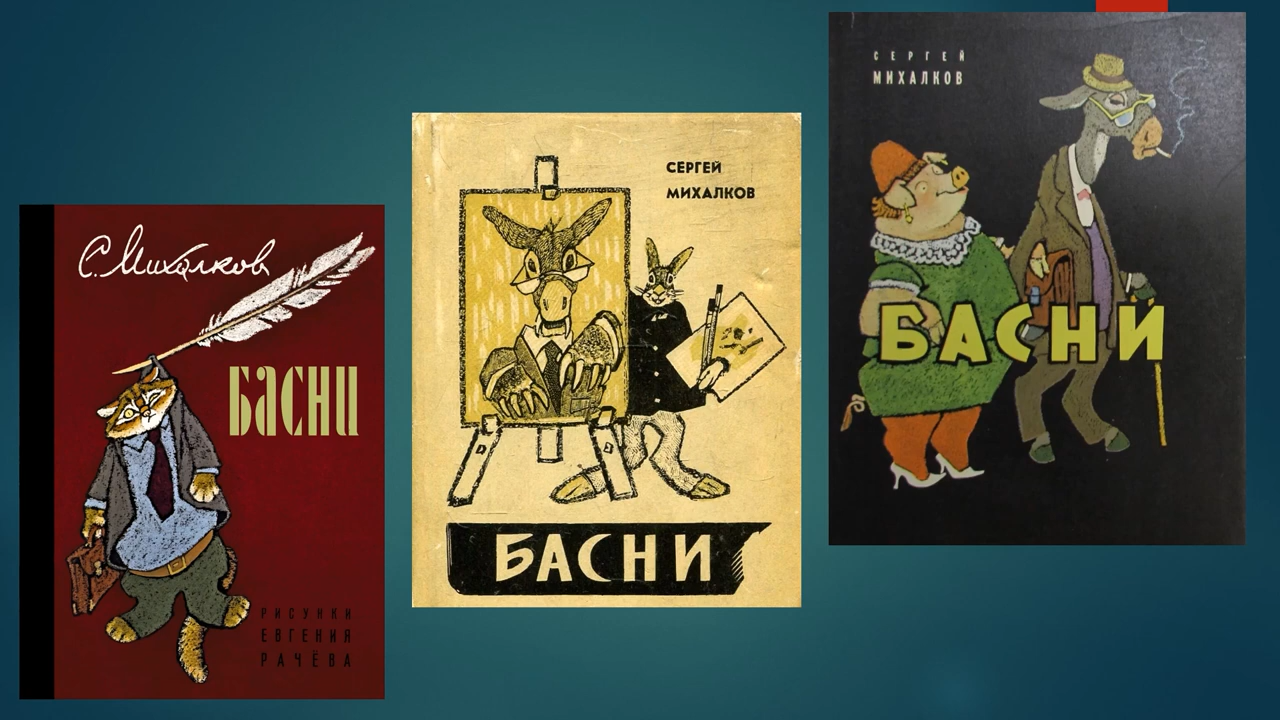 С. Михалков
БАСНИ
РИСУНКИ
ЕВГЕНИЯ
РАЧЁВА
СЕРГЕЙ
МИХАЛКОВ
БАСНИ
СЕРГЕЙ
МИХАЛКОВ
БАСНИ